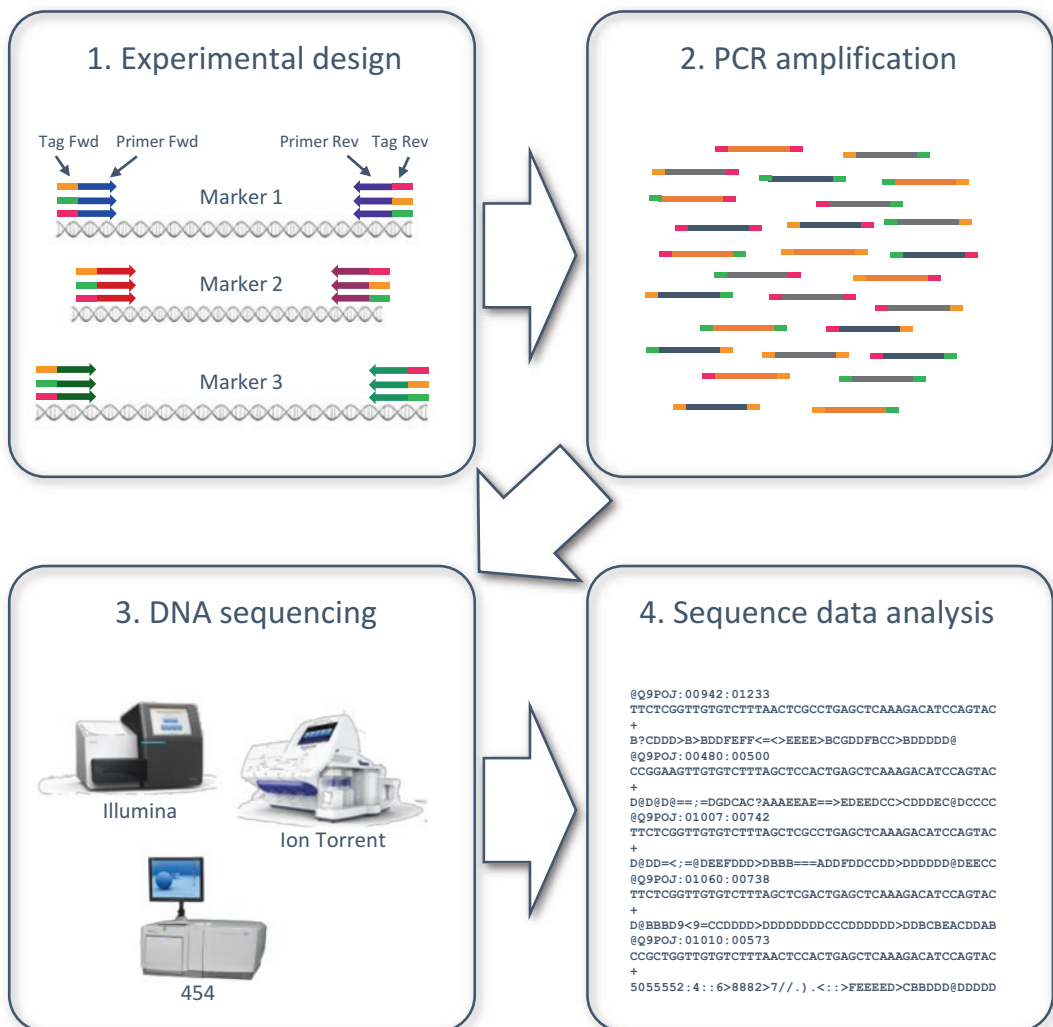 1. Experimental design
Tag Fwd Primer Fwd Primer Rev Tag Rev
Marker 1
Marker 2
Marker 3
2. PCR amplification
3. DNA sequencing
Illumina
Ion Torrent
454
4. Sequence data analysis
@Q9POJ:00942:01233
TTCTCGGTTGTGTCTTTAACTCGCCTGAGCTCAAAGACATCCAGTAC
+
B?CDDD>B>BDDFEFF<=<>EEEE>BCGDDFBCC>BDDDDD@
@Q9POJ:00480:00500
CCGGAAGTTGTGTCTTTAGCTCCACTGAGCTCAAAGACATCCAGTAC
+
D@D@D@==;=DGDCAC?AAAEEAE==>EDEEDCC>CDDDEC@DCCCC
@Q9POJ:01007:00742
TTCTCGGTTGTGTCTTTAGCTCGCCTGAGCTCAAAGACATCCAGTAC
+
D@DD=<;=@DEEFDDD>DBBB===ADDFDDCCDD>DDDDDD@DEECC
@Q9POJ:01060:00738
TTCTCGGTTGTGTCTTTAGCTCGACTGAGCTCAAAGACATCCAGTAC
+
D@BBBD9<9=CCDDDD>DDDDDDDDCCCDDDDDD>DDBCBEACDDAB
@Q9POJ:01010:00573
CCGCTGGTTGTGTCTTTAACTCCACTGAGCTCAAAGACATCCAGTAC
+
5055552:4::6>8882>7//.).<::>FEEEED>CBBDDD@DDDDD